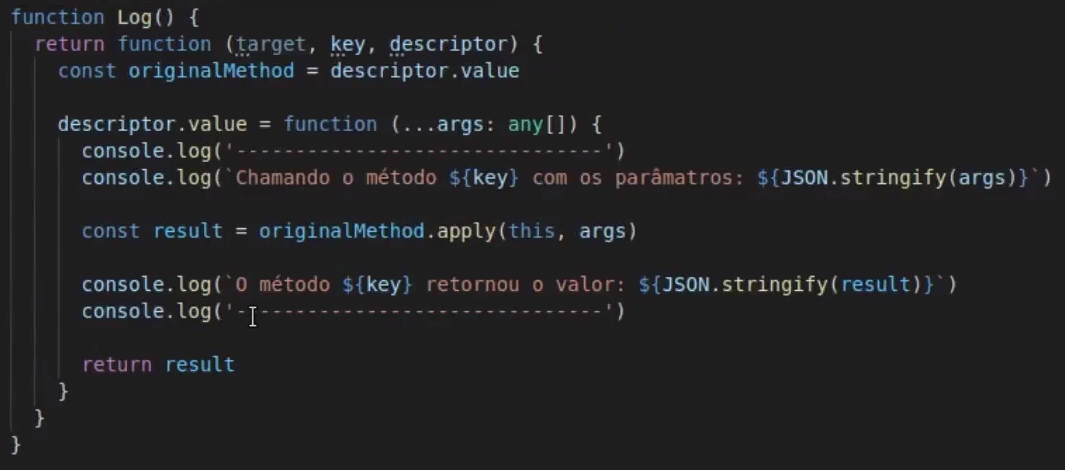 function Log() {
  return function (target, key, descriptor) {
    const originalMethod = descriptor.value

    descriptor.value = function (...args: any[]) {
      console.log('-------------------------------')
      console.log(`Chamando o método ${key} com os parâmatros: ${JSON.stringify(args)}`)

      const result = originalMethod.apply(this, args)

      console.log(`O método ${key} retornou o valor: ${JSON.stringify(result)}`)
      console.log('-------------------------------')

      return result
    }
  }
}